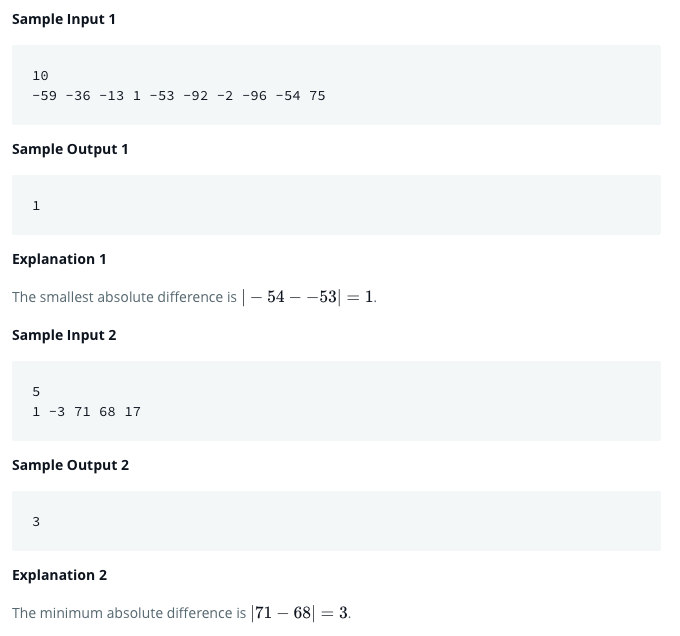 Sample Input 1
10
-59 -36 -13 1 -53 -92 -2 -96 -54 75
Sample Output 1
1
Explanation 1
The smallest absolute difference is |− 54 − −53| = 1.
Sample Input 2
5
1 -3 71 68 17
Sample Output 2
3
Explanation 2
The minimum absolute difference is |71 − 68| = 3.